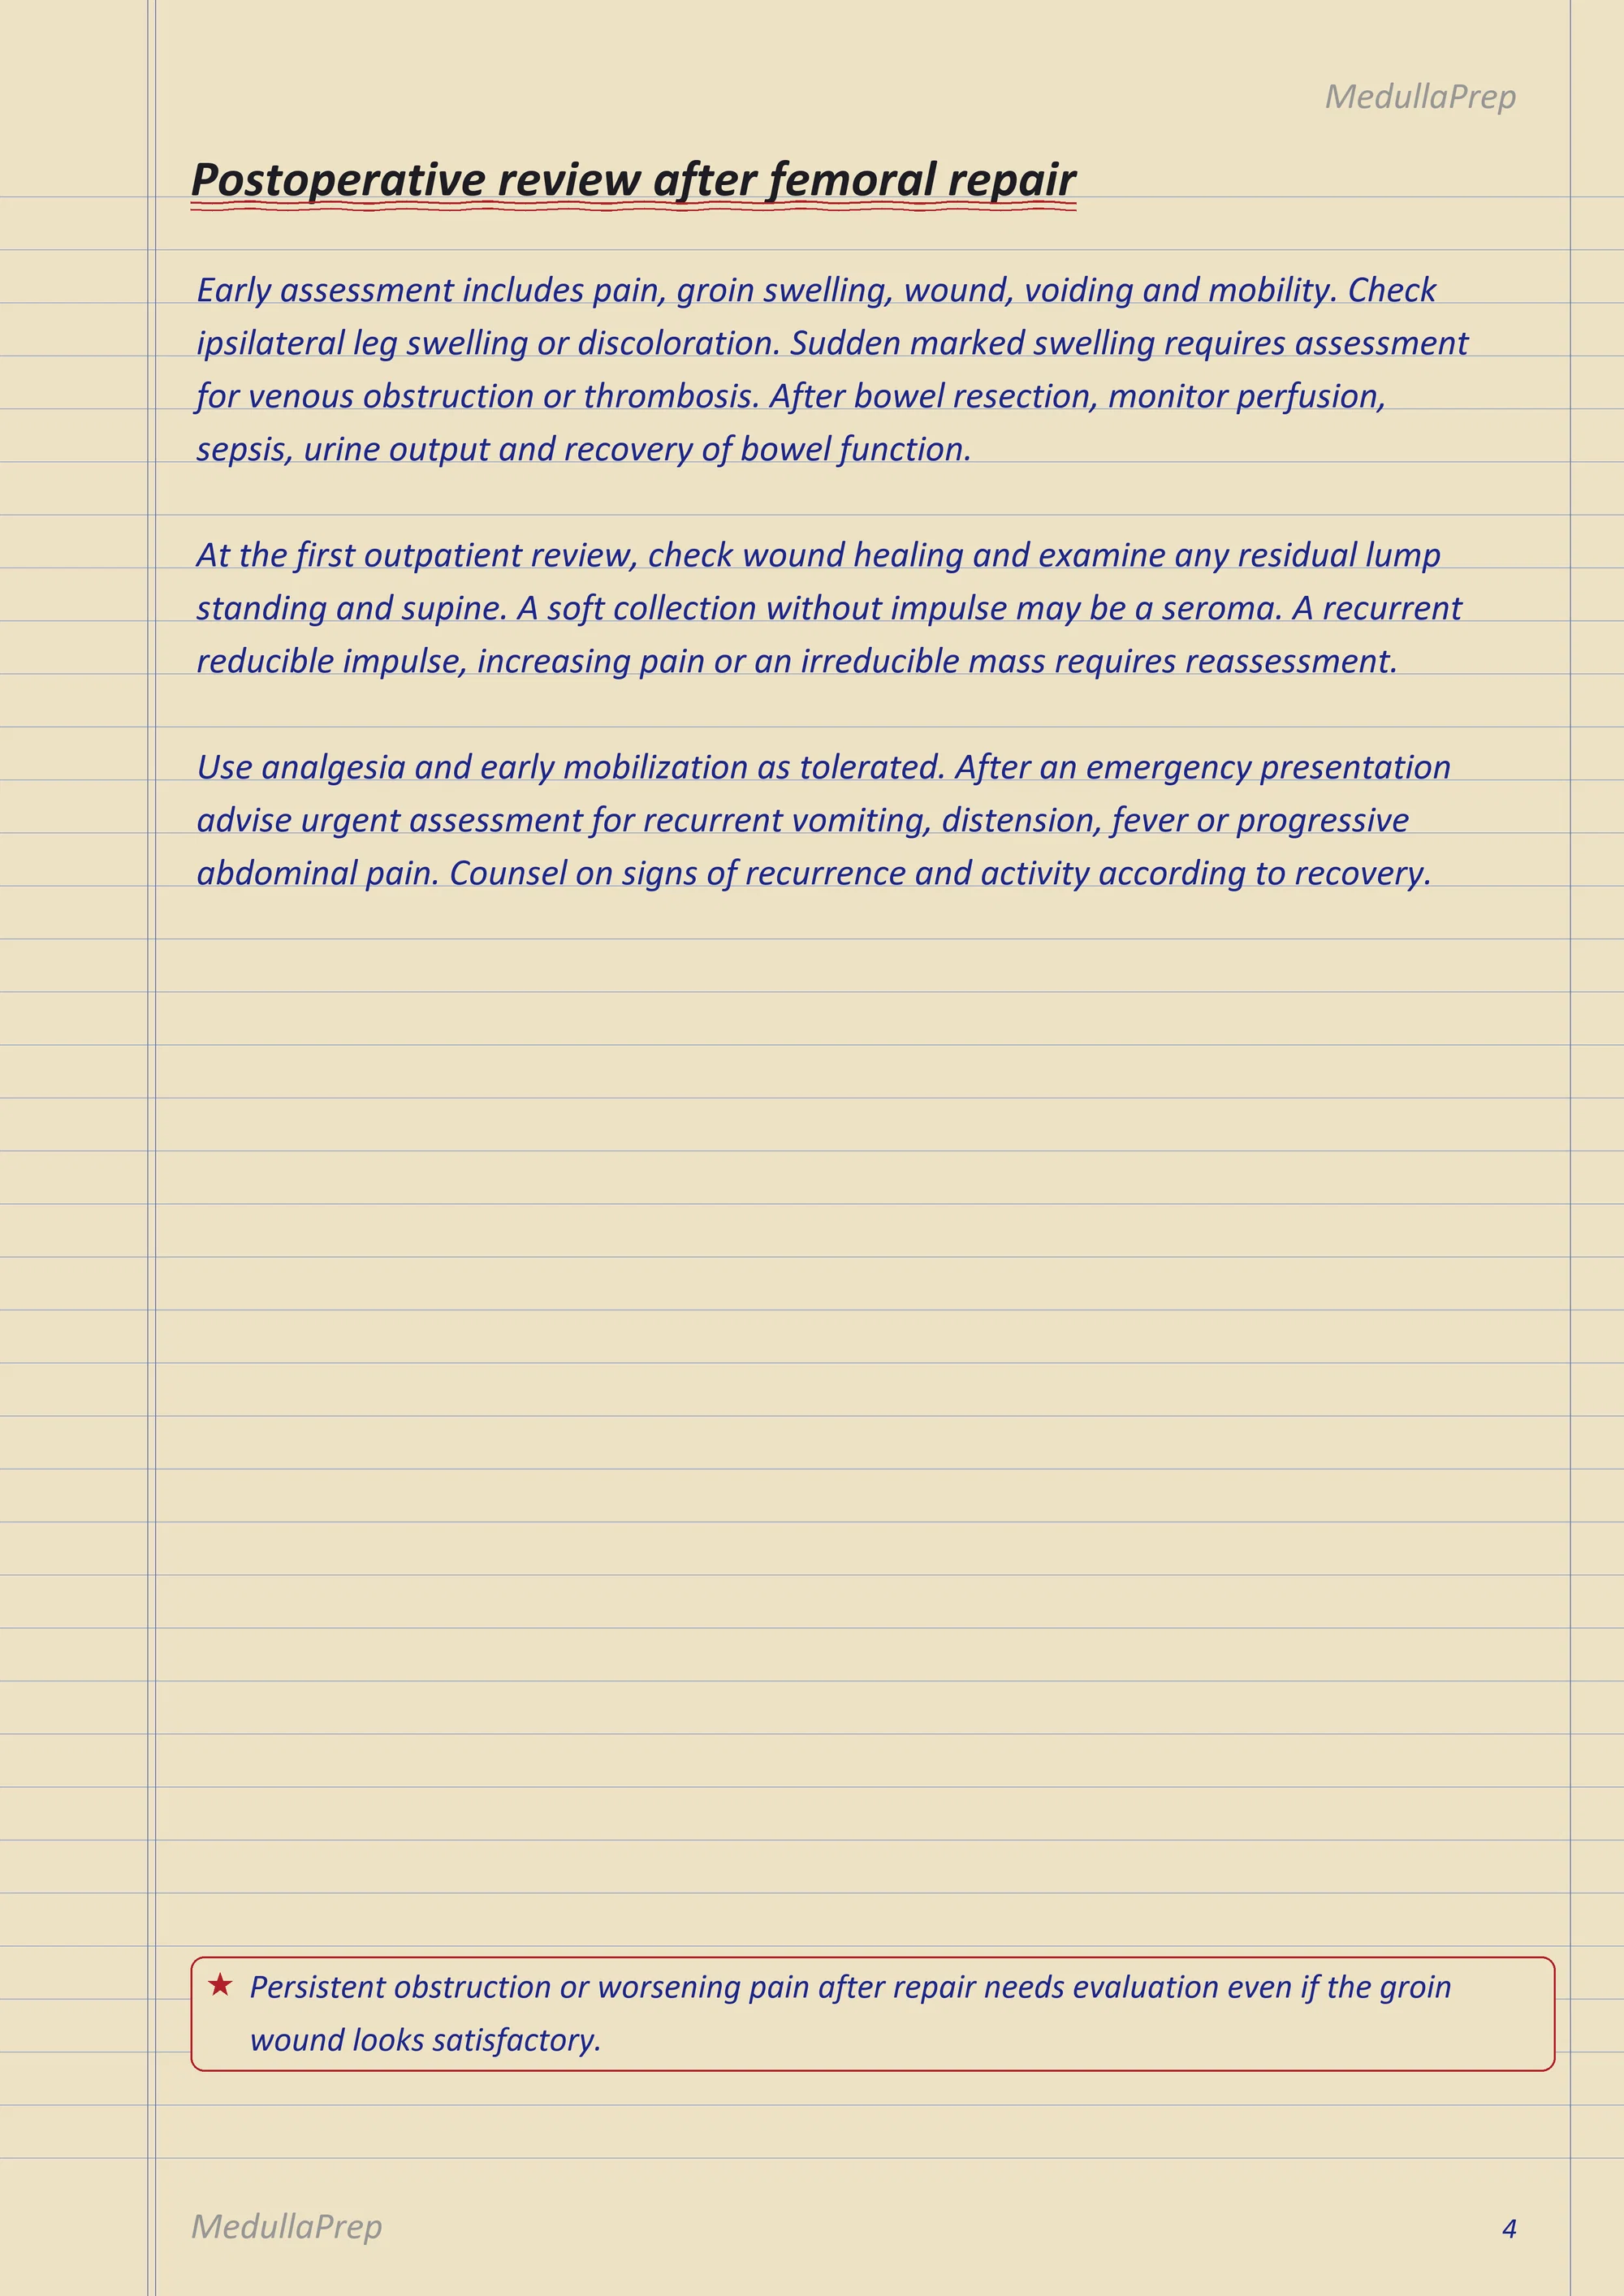 MedullaPrep
Postoperative review after femoral repair
Early assessment includes pain, groin swelling, wound, voiding and mobility. Check
ipsilateral leg swelling or discoloration. Sudden marked swelling requires assessment
for venous obstruction or thrombosis. After bowel resection, monitor perfusion,
sepsis, urine output and recovery of bowel function.
At the first outpatient review, check wound healing and examine any residual lump
standing and supine. A soft collection without impulse may be a seroma. A recurrent
reducible impulse, increasing pain or an irreducible mass requires reassessment.
Use analgesia and early mobilization as tolerated. After an emergency presentation
advise urgent assessment for recurrent vomiting, distension, fever or progressive
abdominal pain. Counsel on signs of recurrence and activity according to recovery.
★ Persistent obstruction or worsening pain after repair needs evaluation even if the groin
wound looks satisfactory.
MedullaPrep
4